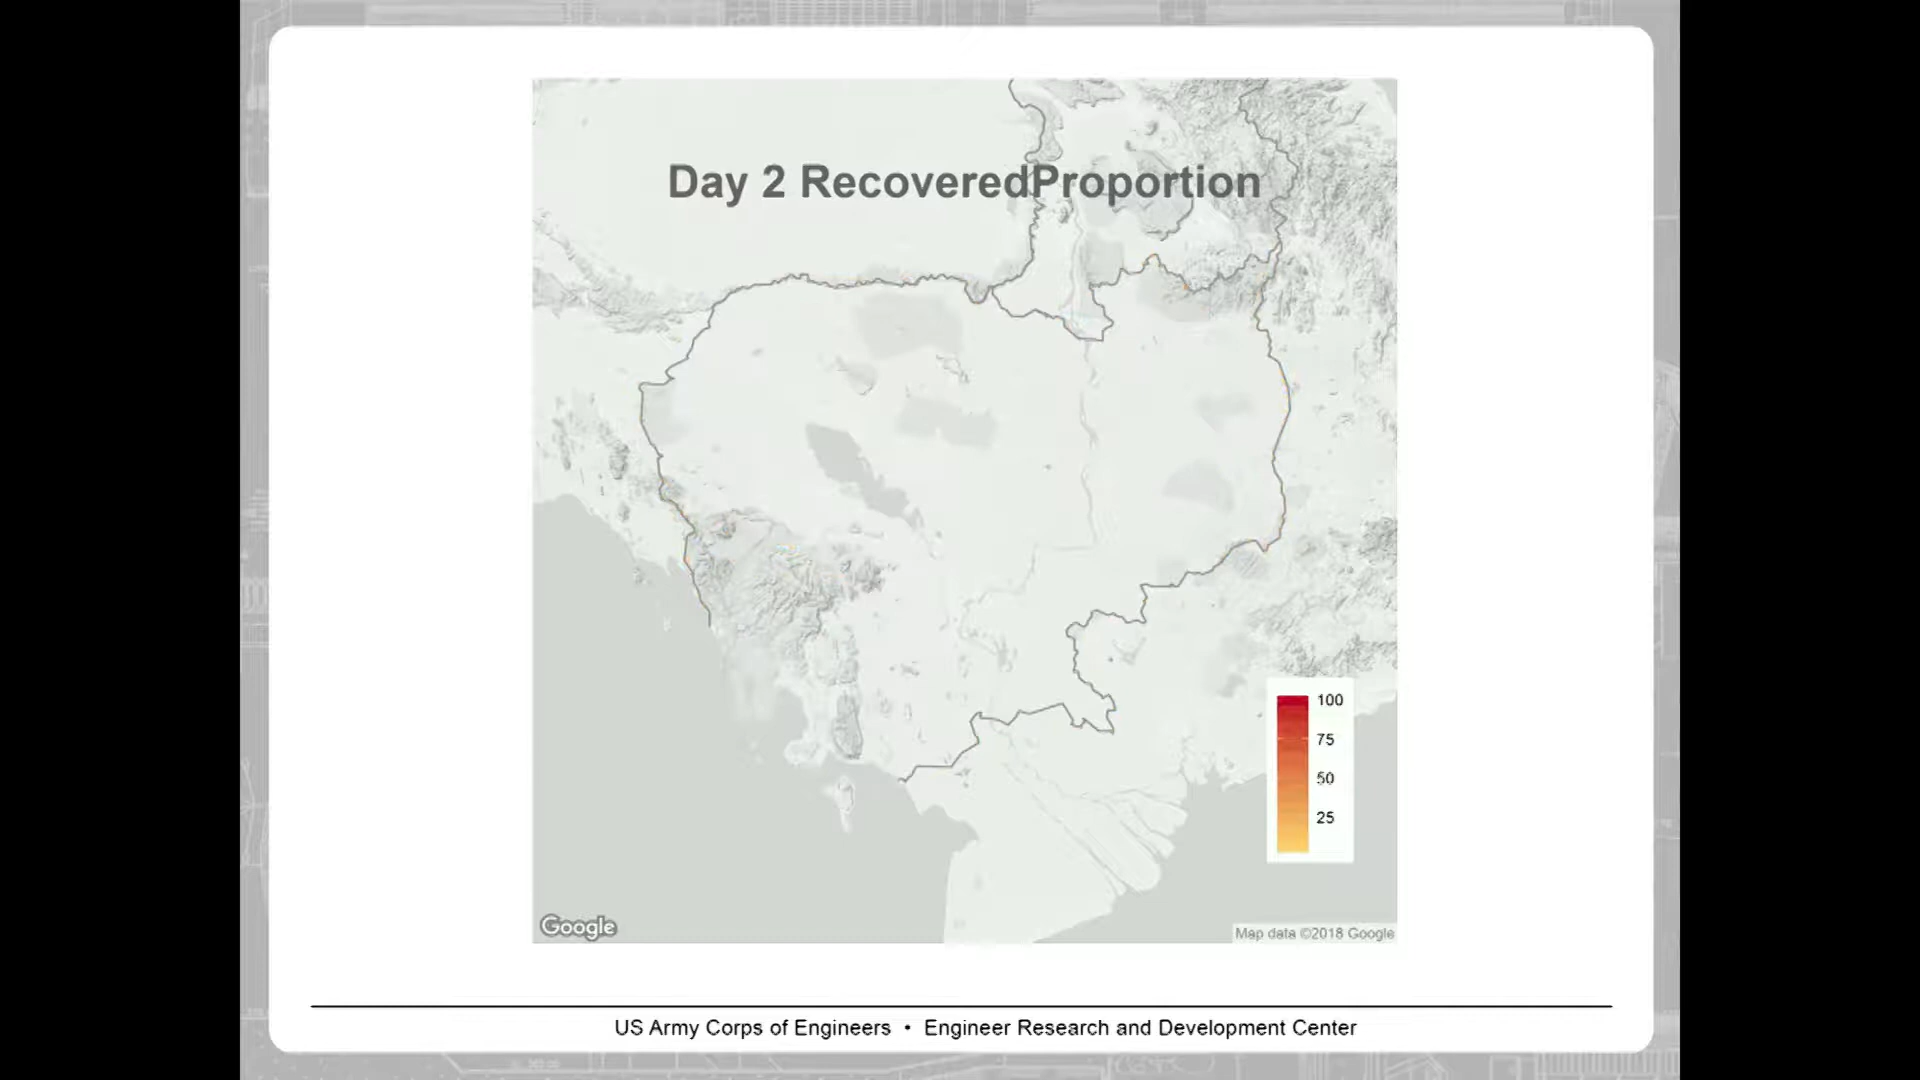 Day 2 RecoveredProportion
100
75
50
25
Google
Map data ©2018 Google
US Army Corps of Engineers • Engineer Research and Development Center